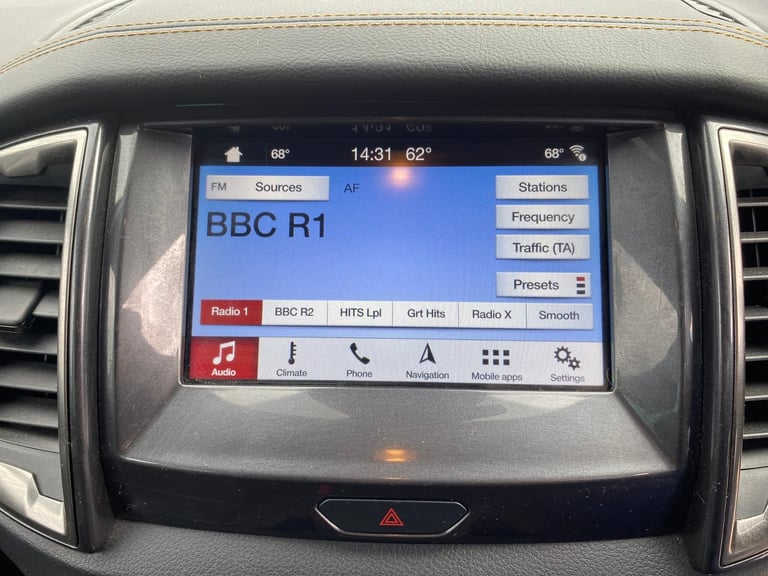 68° 14:31 62° 68°
FM Sources AF Stations
Frequency
BBC R1
Traffic (TA)
Presets
Radio 1 BBC R2 HITS Lpl Grt Hits Radio X Smooth
Audio Climate Phone Navigation Mobile apps Settings